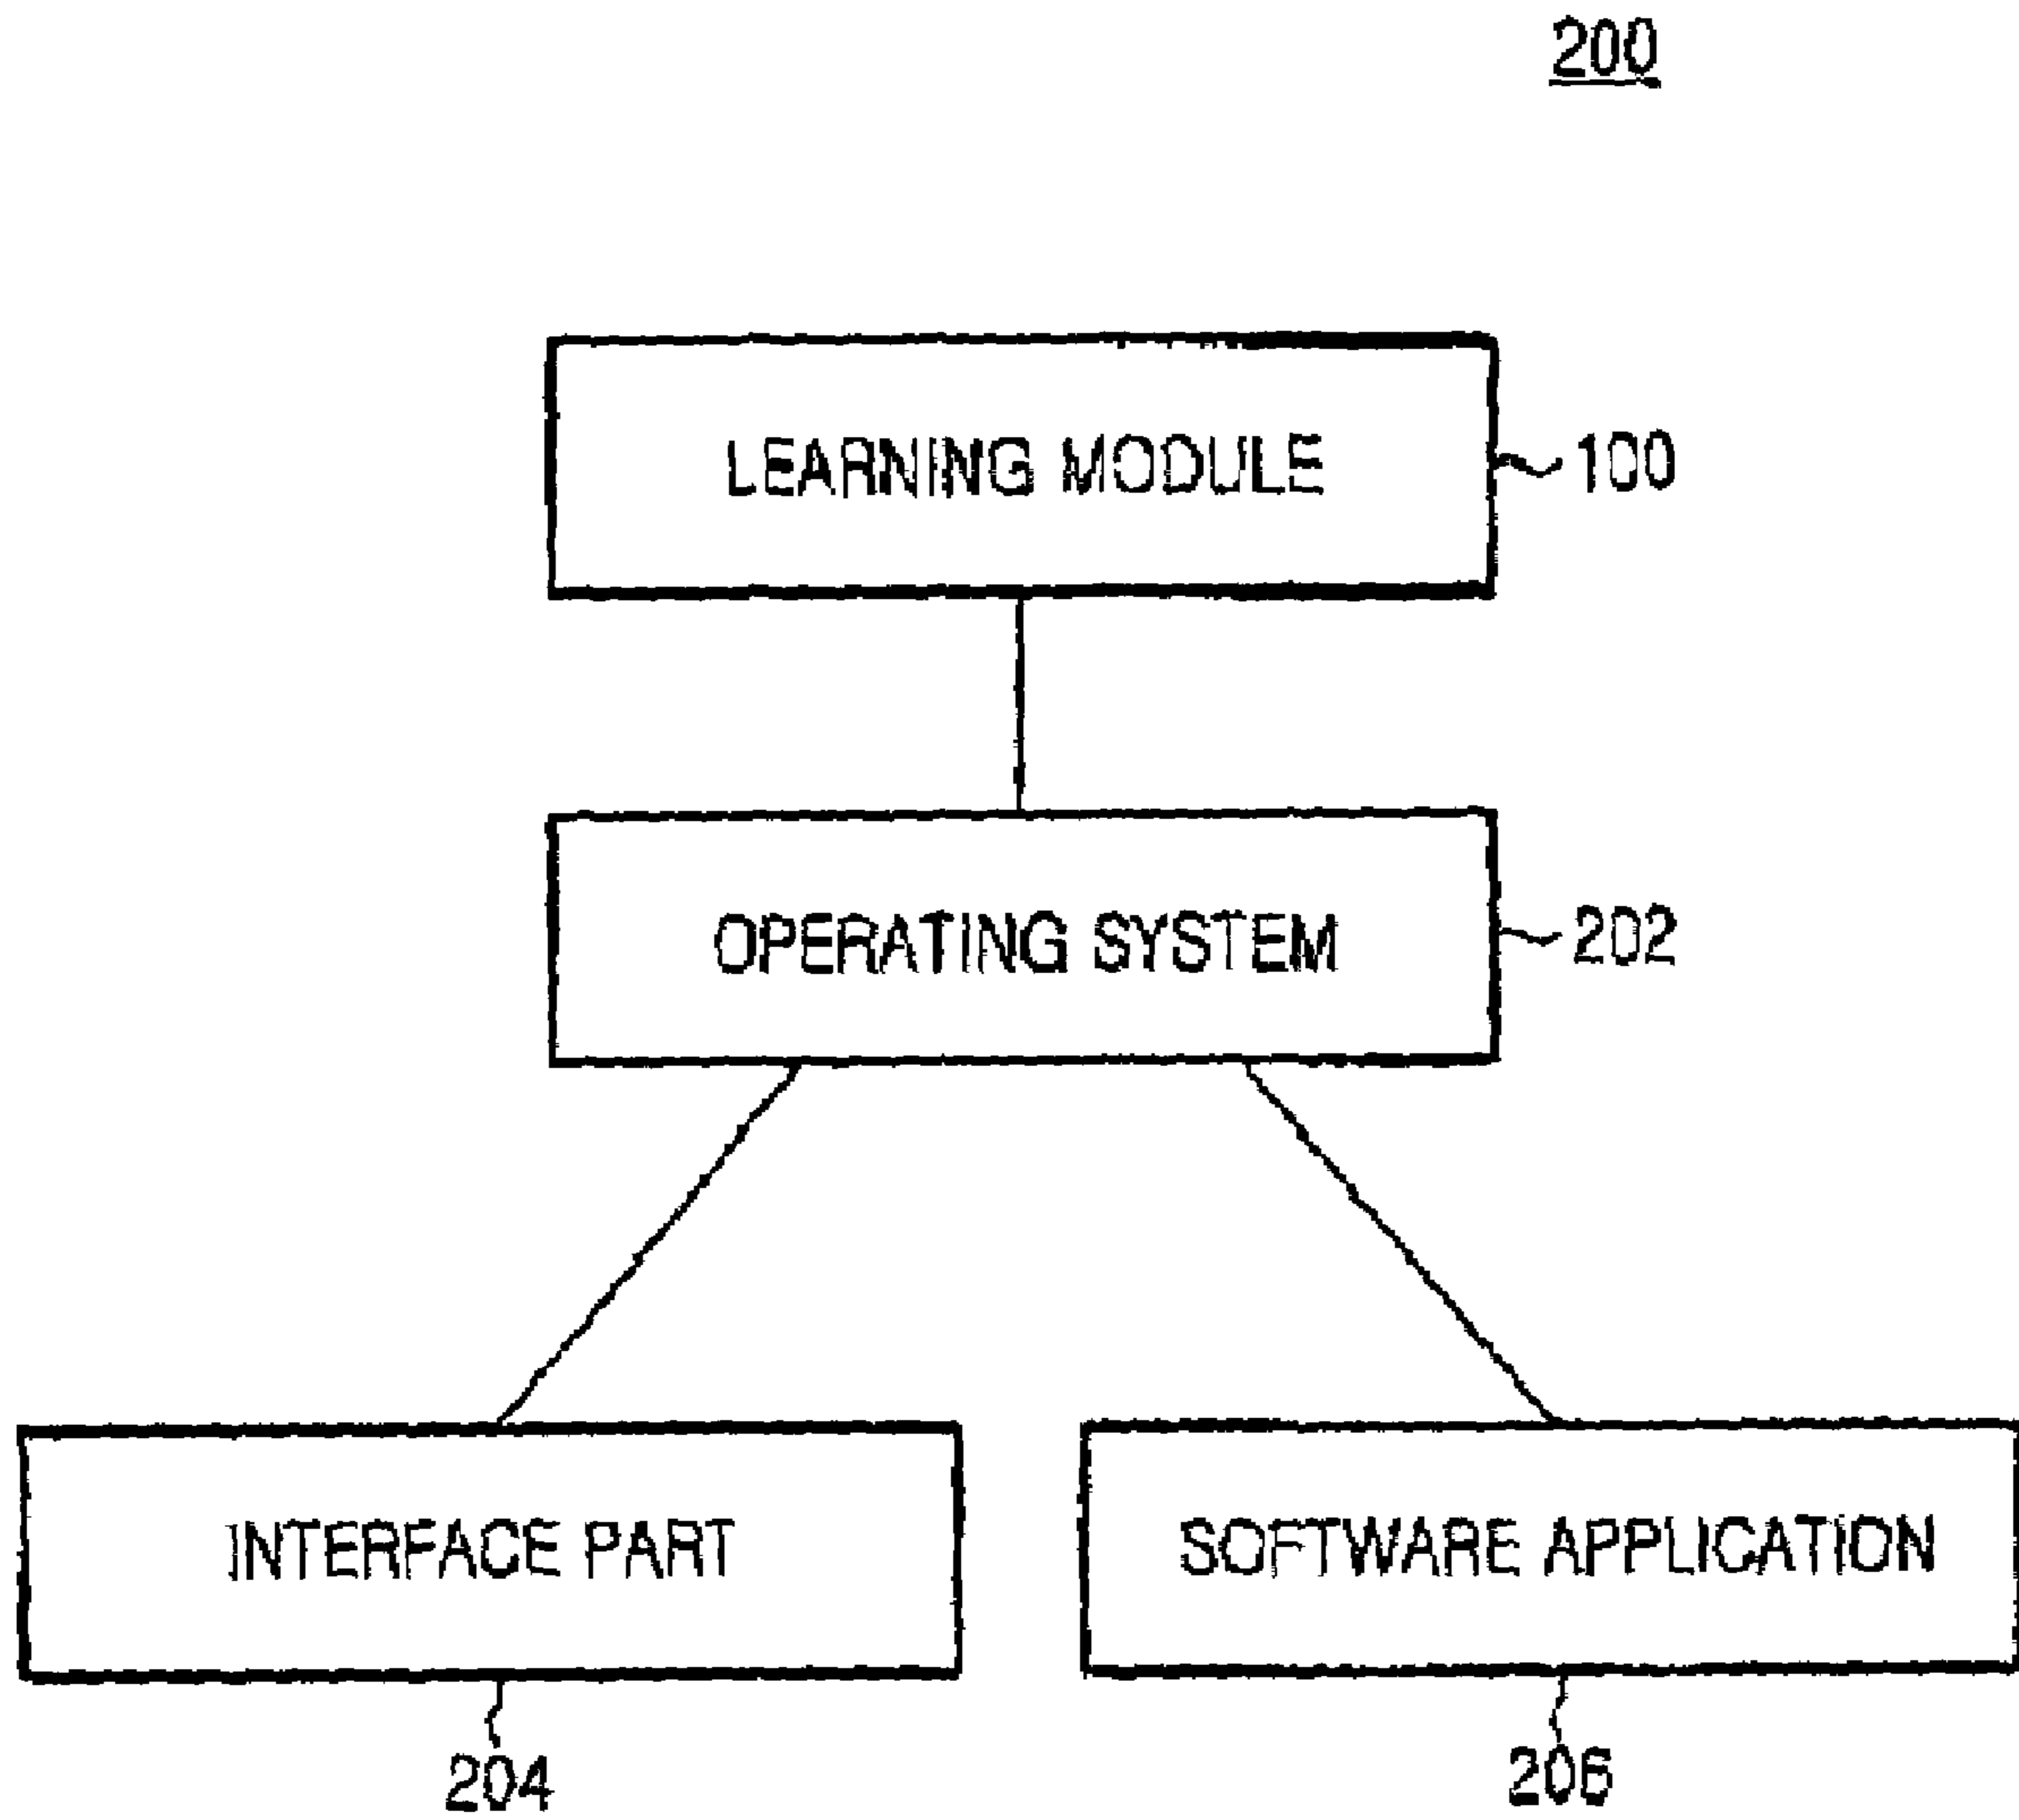 200
LEARNING MODULE
100
OPERATING SYSTEM
202
INTERFACE PART
SOFTWARE APPLICATION
204
206